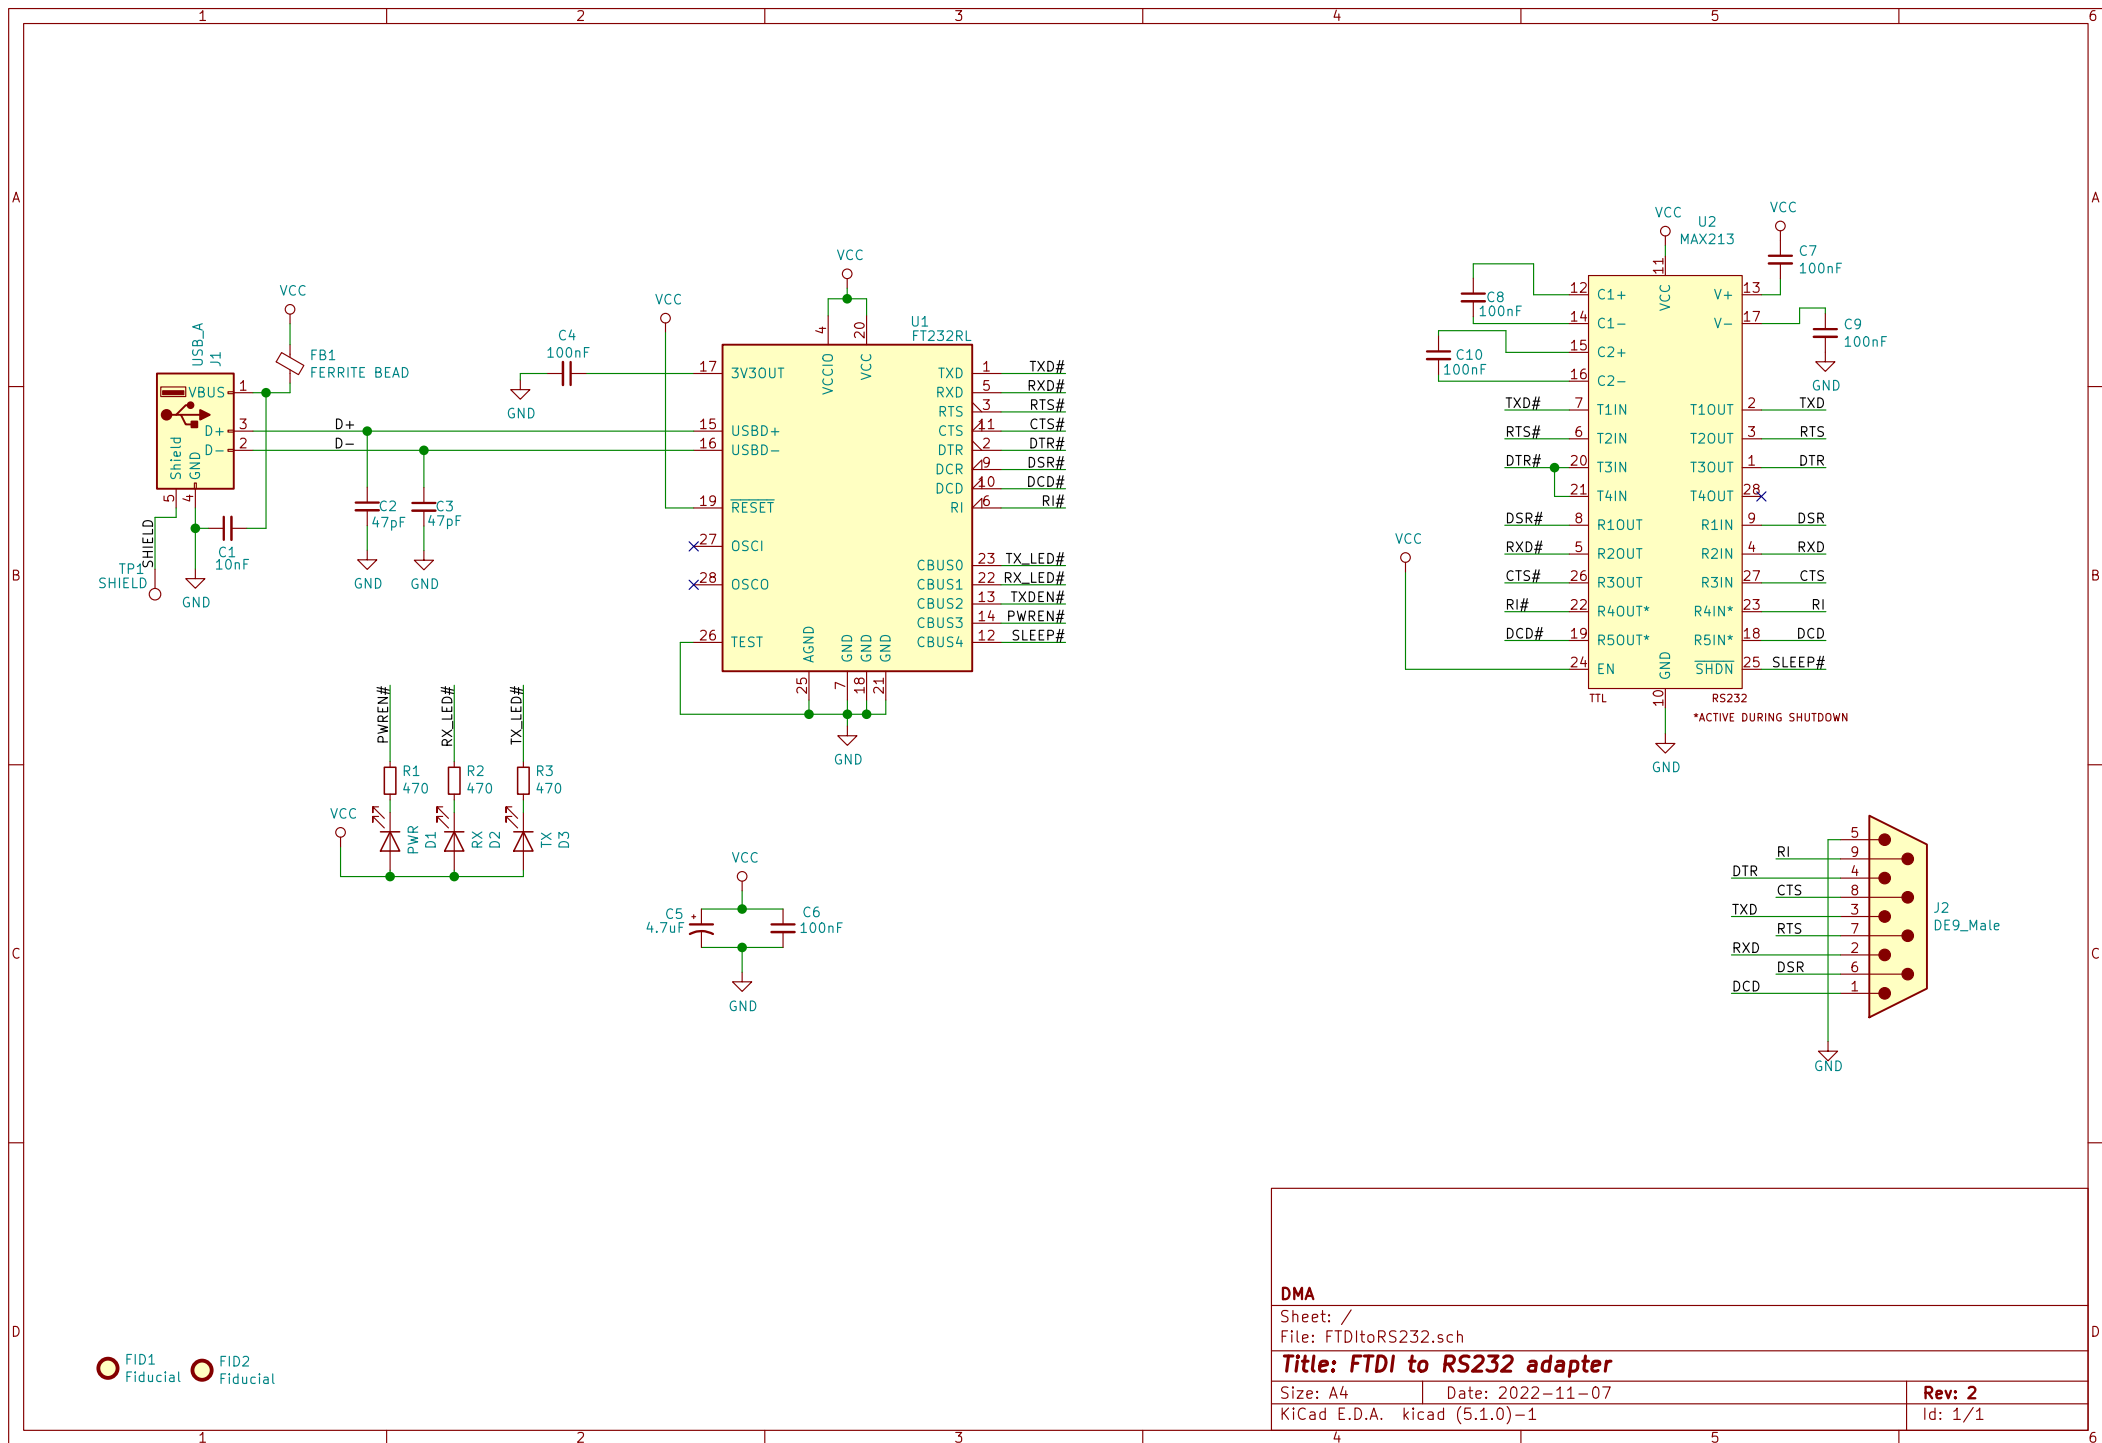 1 2 3 4 5 6
A
B
C
D
A
B
C
D
1 2 3 4 5 6
USB_A
J1
VBUS 1
D+ 3
D- 2
Shield
GND
5
4
SHIELD
TP1
SHIELD
GND
C1
10nF
VCC
FB1
FERRITE BEAD
D+
D-
C2
47pF
GND
C3
47pF
GND
C4
100nF
GND
VCC
VCC
U1
FT232RL
4 VCCIO
20 VCC
17 3V3OUT
15 USBD+
16 USBD-
19 RESET
27 OSCI
28 OSCO
26 TEST
25 AGND
7 GND
18 GND
21 GND
GND
TXD 1 TXD#
RXD 5 RXD#
RTS 3 RTS#
CTS 11 CTS#
DTR 2 DTR#
DCR 9 DSR#
DCD 10 DCD#
RI 6 RI#
CBUS0 23 TX_LED#
CBUS1 22 RX_LED#
CBUS2 13 TXDEN#
CBUS3 14 PWREN#
CBUS4 12 SLEEP#
PWREN#
RX_LED#
TX_LED#
R1
470
R2
470
R3
470
VCC
PWR
D1
RX
D2
TX
D3
VCC
C5
4.7uF
+
C6
100nF
GND
VCC
U2
MAX213
VCC
C7
100nF
C8
100nF
C10
100nF
C9
100nF
GND
11 VCC
12 C1+ V+ 13
14 C1- V- 17
15 C2+
16 C2-
TXD# 7 T1IN T1OUT 2 TXD
RTS# 6 T2IN T2OUT 3 RTS
DTR# 20 T3IN T3OUT 1 DTR
21 T4IN T4OUT 28
DSR# 8 R1OUT R1IN 9 DSR
RXD# 5 R2OUT R2IN 4 RXD
CTS# 26 R3OUT R3IN 27 CTS
RI# 22 R4OUT* R4IN* 23 RI
DCD# 19 R5OUT* R5IN* 18 DCD
24 EN SHDN 25 SLEEP#
VCC
GND
10
TTL
RS232
*ACTIVE DURING SHUTDOWN
GND
5
RI 9
DTR 4
CTS 8
TXD 3
RTS 7
RXD 2
DSR 6
DCD 1
J2
DE9_Male
GND
FID1
Fiducial
FID2
Fiducial
DMA
Sheet: /
File: FTDItoRS232.sch
Title: FTDI to RS232 adapter
Size: A4 Date: 2022-11-07 Rev: 2
KiCad E.D.A. kicad (5.1.0)-1 Id: 1/1